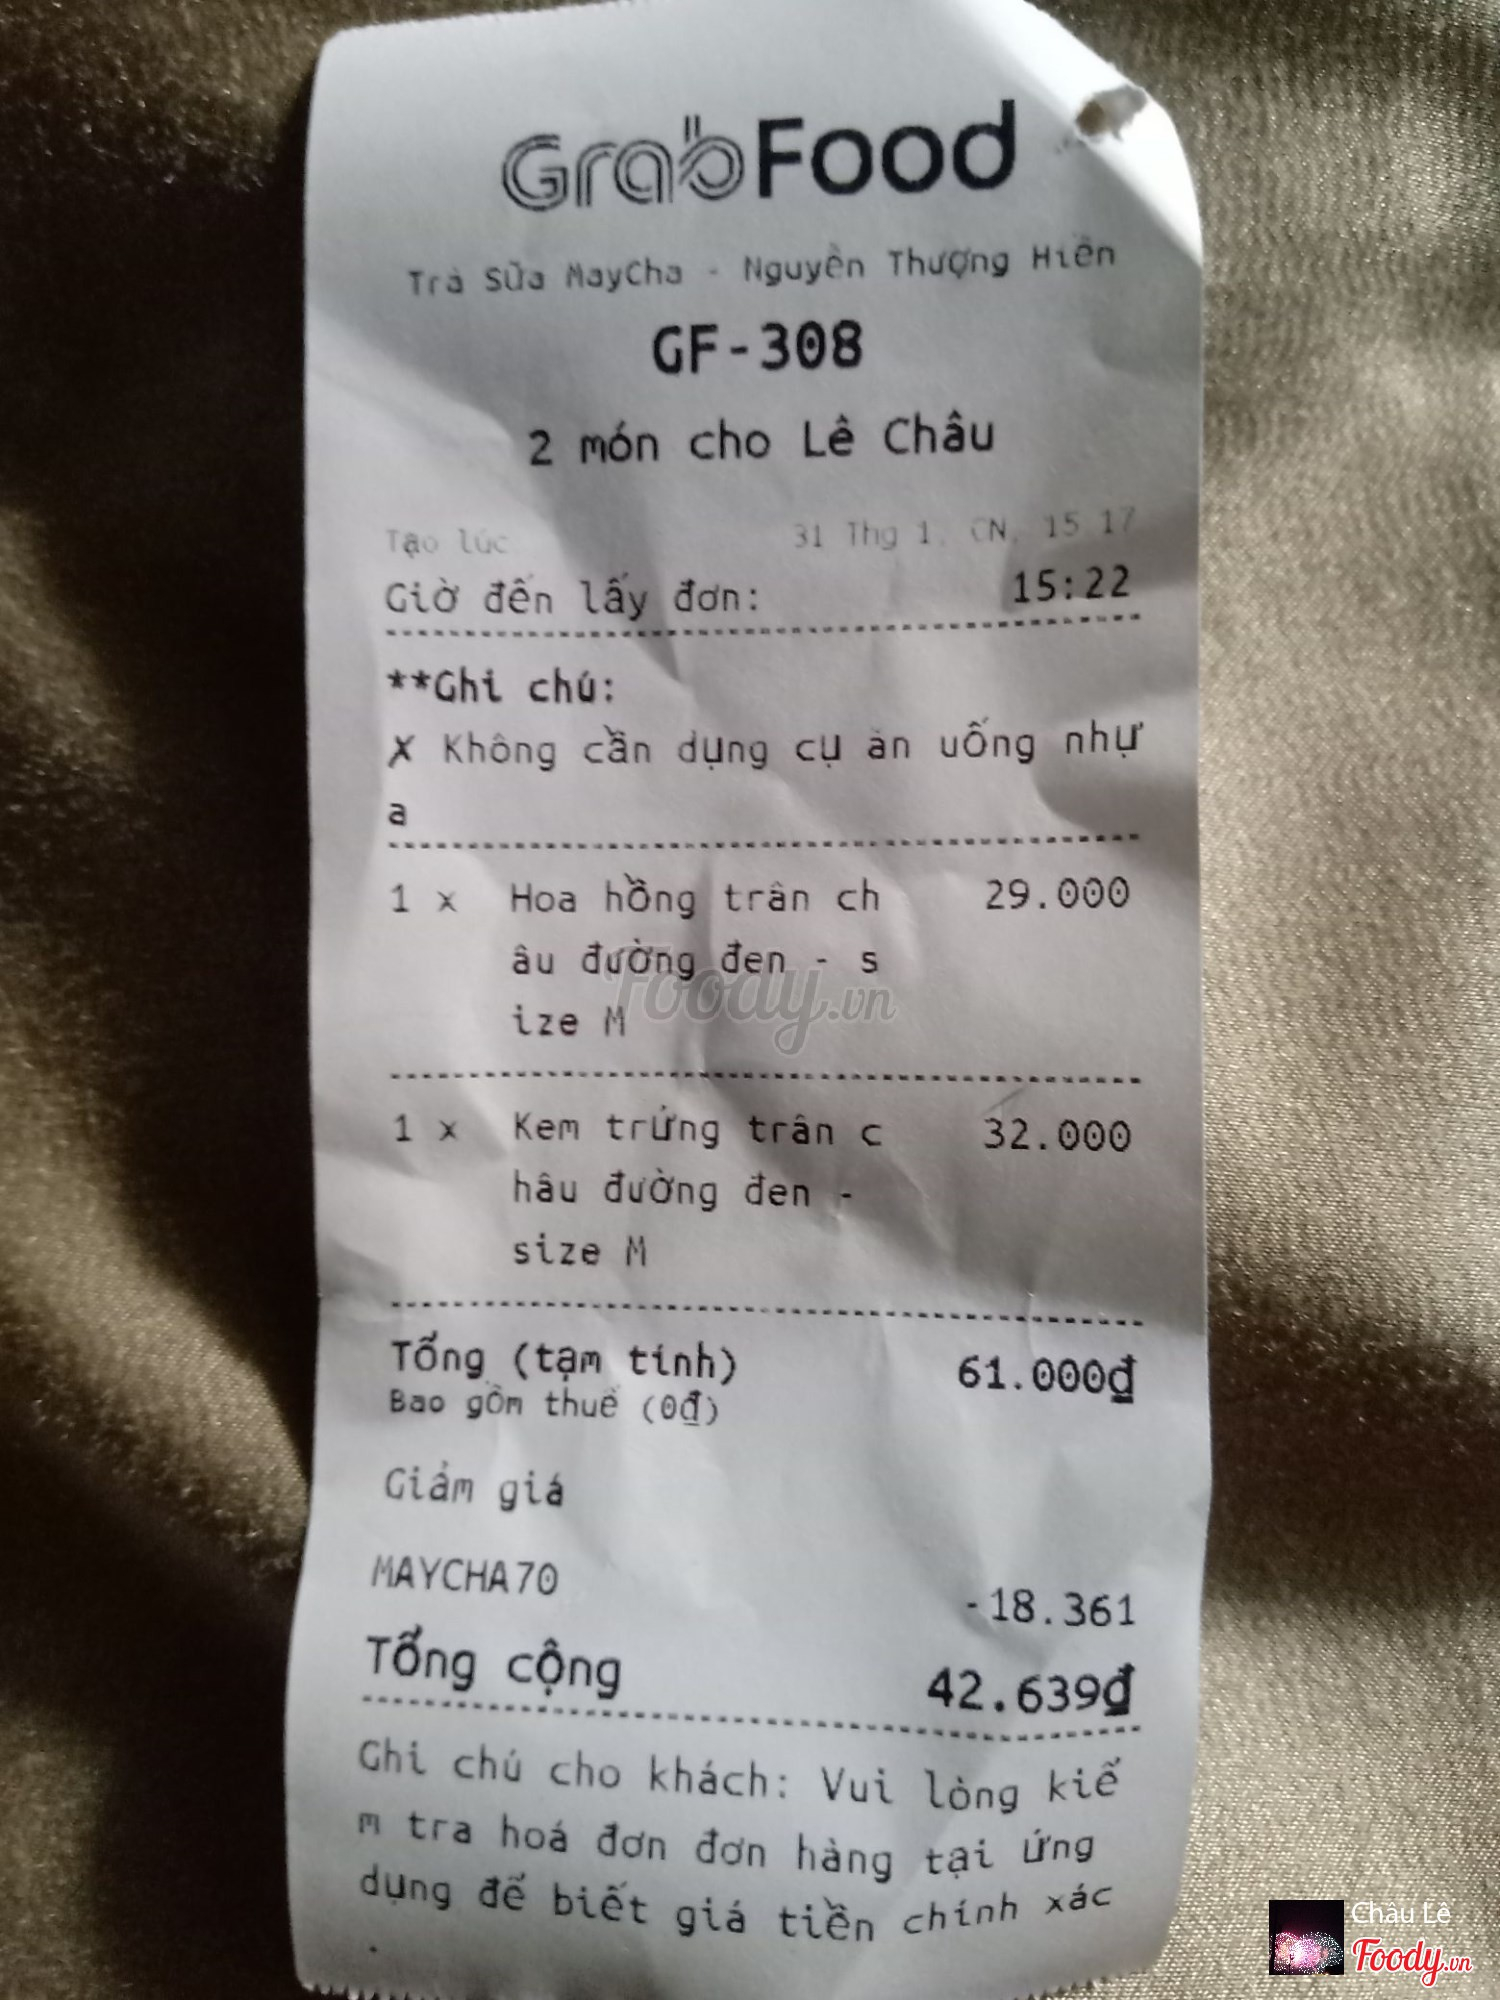 GrabFood
Trà Sữa MayCha - Nguyễn Thượng Hiền
GF-308
2 món cho Lê Châu
Tạo lúc 31 Thg 1, CN, 15:17
Giờ đến lấy đơn: 15:22
**Ghi chú:
X Không cần dụng cụ ăn uống nhự
a
1 x Hoa hồng trân ch 29.000
âu đường đen - s
ize M
1 x Kem trứng trân c 32.000
hâu đường đen -
size M
Tổng (tạm tính) 61.000₫
Bao gồm thuế (0₫)
Giảm giá
MAYCHA70 -18.361
Tổng cộng 42.639₫
Ghi chú cho khách: Vui lòng kiể
m tra hoá đơn đơn hàng tại ứng
dụng để biết giá tiền chính xác
.
Foody.vn
Châu Lê
Foody.vn